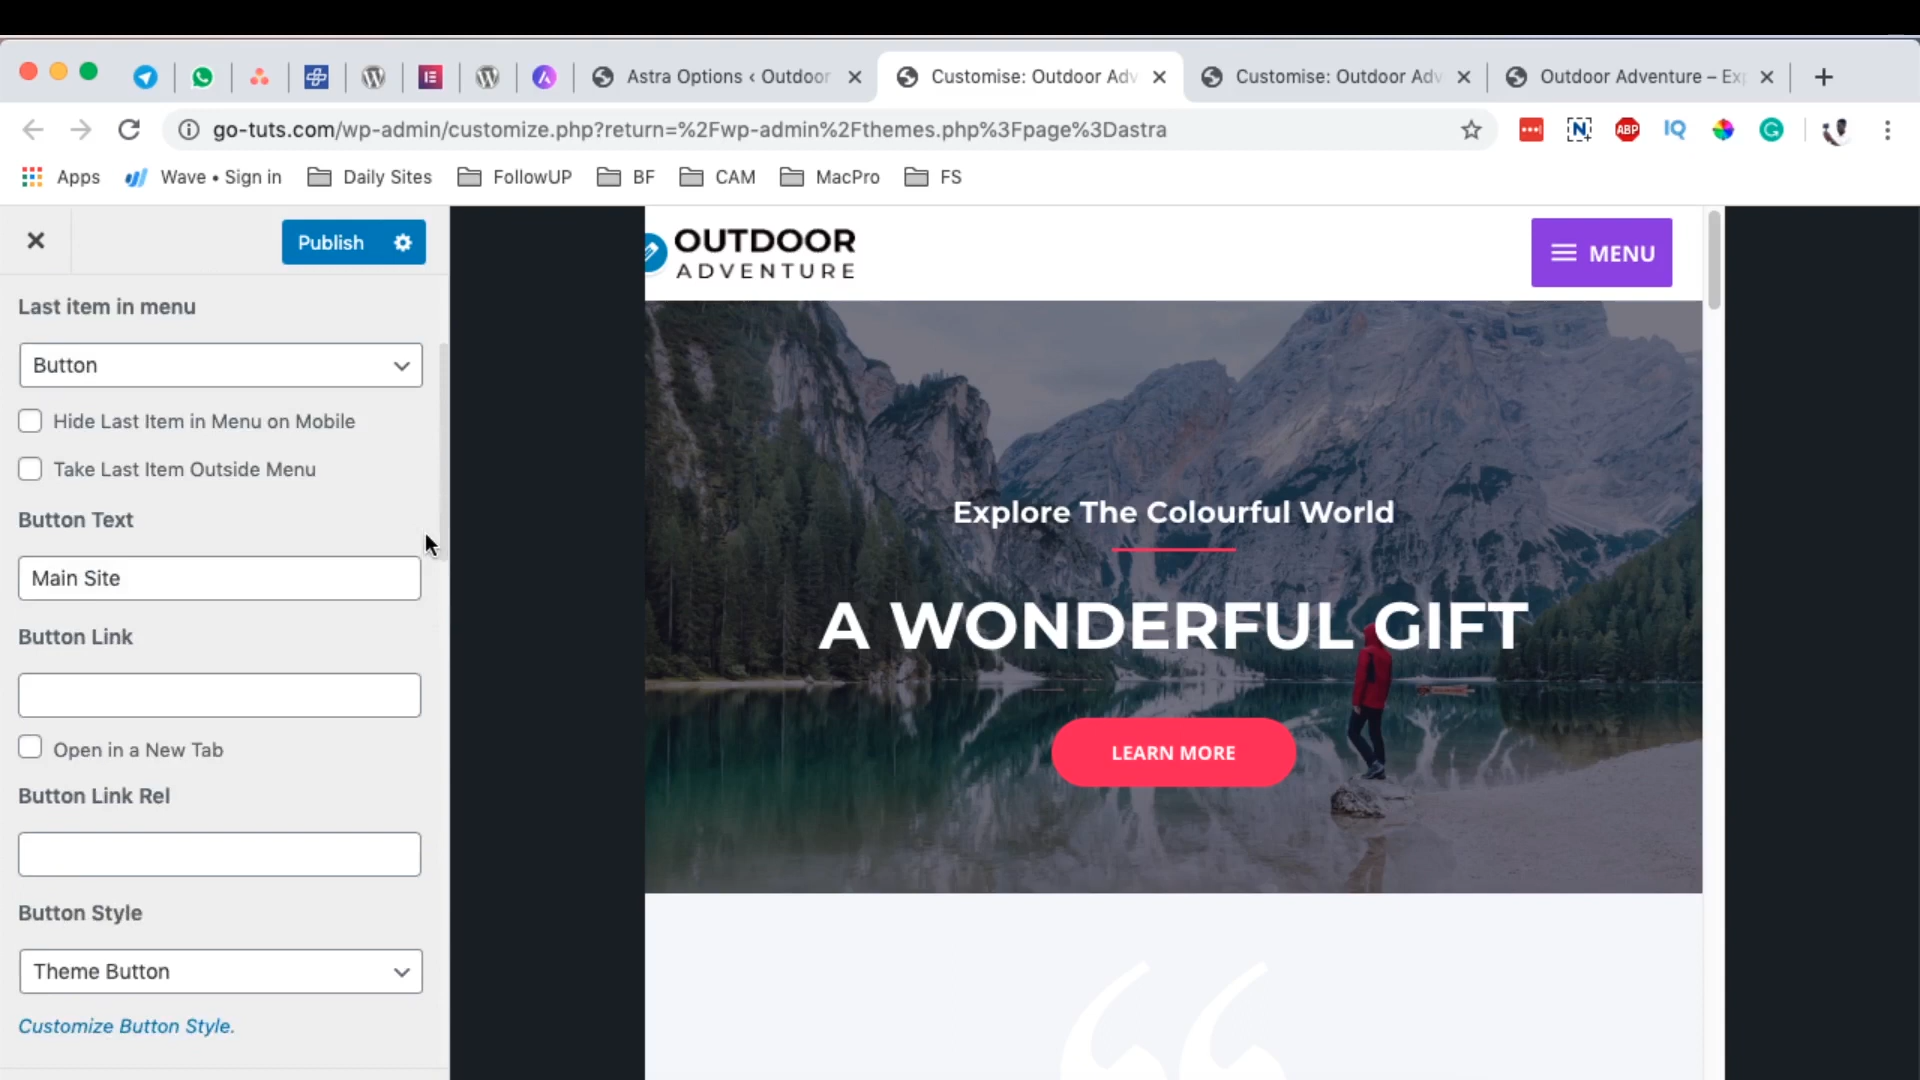 Astra Options ‹ Outdoor
Customise: Outdoor Adv
Customise: Outdoor Adv
Outdoor Adventure – Ex
go-tuts.com/wp-admin/customize.php?return=%2Fwp-admin%2Fthemes.php%3Fpage%3Dastra
ABP
IQ
Apps
Wave • Sign in
Daily Sites
FollowUP
BF
CAM
MacPro
FS
Publish
Last item in menu
Button
Hide Last Item in Menu on Mobile
Take Last Item Outside Menu
Button Text
Main Site
Button Link
Open in a New Tab
Button Link Rel
Button Style
Theme Button
Customize Button Style.
OUTDOOR
ADVENTURE
MENU
Explore The Colourful World
A WONDERFUL GIFT
LEARN MORE